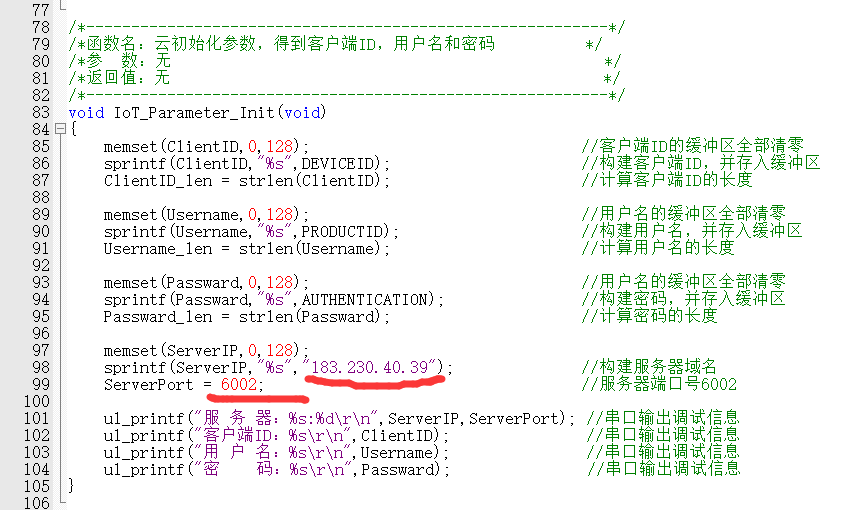 77
78 /*------------------------------------------------------------*/
79 /*函数名：云初始化参数，得到客户端ID，用户名和密码 */
80 /*参 数：无 */
81 /*返回值：无 */
82 /*------------------------------------------------------------*/
83 void IoT_Parameter_Init(void)
84 {
85 memset(ClientID,0,128); //客户端ID的缓冲区全部清零
86 sprintf(ClientID,"%s",DEVICEID); //构建客户端ID，并存入缓冲区
87 ClientID_len = strlen(ClientID); //计算客户端ID的长度
88
89 memset(Username,0,128); //用户名的缓冲区全部清零
90 sprintf(Username,"%s",PRODUCTID); //构建用户名，并存入缓冲区
91 Username_len = strlen(Username); //计算用户名的长度
92
93 memset(Passward,0,128); //用户名的缓冲区全部清零
94 sprintf(Passward,"%s",AUTHENTICATION); //构建密码，并存入缓冲区
95 Passward_len = strlen(Passward); //计算密码的长度
96
97 memset(ServerIP,0,128);
98 sprintf(ServerIP,"%s","183.230.40.39"); //构建服务器域名
99 ServerPort = 6002; //服务器端口号6002
100
101 u1_printf("服 务 器：%s:%d\r\n",ServerIP,ServerPort); //串口输出调试信息
102 u1_printf("客户端ID：%s\r\n",ClientID); //串口输出调试信息
103 u1_printf("用 户 名：%s\r\n",Username); //串口输出调试信息
104 u1_printf("密 码：%s\r\n",Passward); //串口输出调试信息
105 }
106